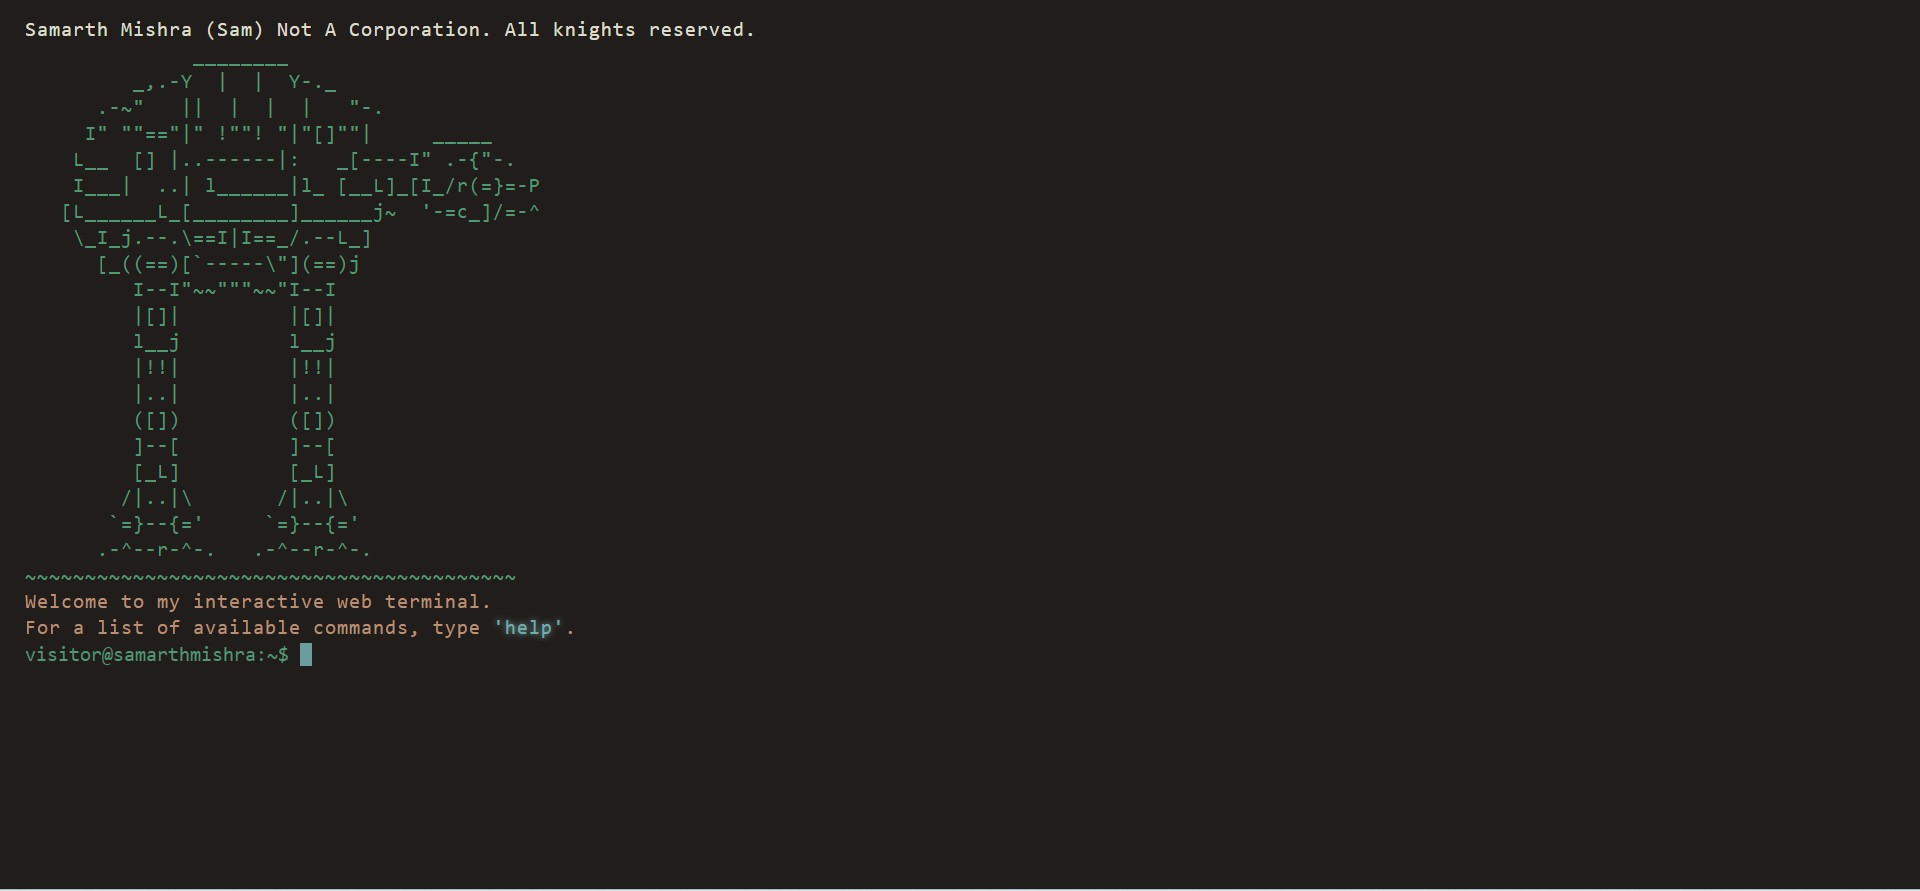 Samarth Mishra (Sam) Not A Corporation. All knights reserved.
                ________
           _,.-Y  |  |  Y-._
       .-~"   ||  |  |  |   "-.
      I" ""=="|" !""! "|"[]""|     _____
     L__  [] |..------|:   _[----I" .-{"-.
     I___|  ..| l______|l_ [__L]_[I_/r(=}=-P
    [L______L_[________]______j~  '-=c_]/=-^
     \_I_j.--.\==I|I==_/.--L_]
       [_((==)[`-----\"](==)j
          I--I"~~"""~~"I--I
          |[]|         |[]|
          l__j         l__j
          |!!|         |!!|
          |..|         |..|
          ([])         ([])
          ]--[         ]--[
          [_L]         [_L]
         /|..|\       /|..|\
        `=}--{='     `=}--{='
       .-^--r-^-.   .-^--r-^-.
~~~~~~~~~~~~~~~~~~~~~~~~~~~~~~~~~~~~~~~~~
Welcome to my interactive web terminal.
For a list of available commands, type 'help'.
visitor@samarthmishra:~$